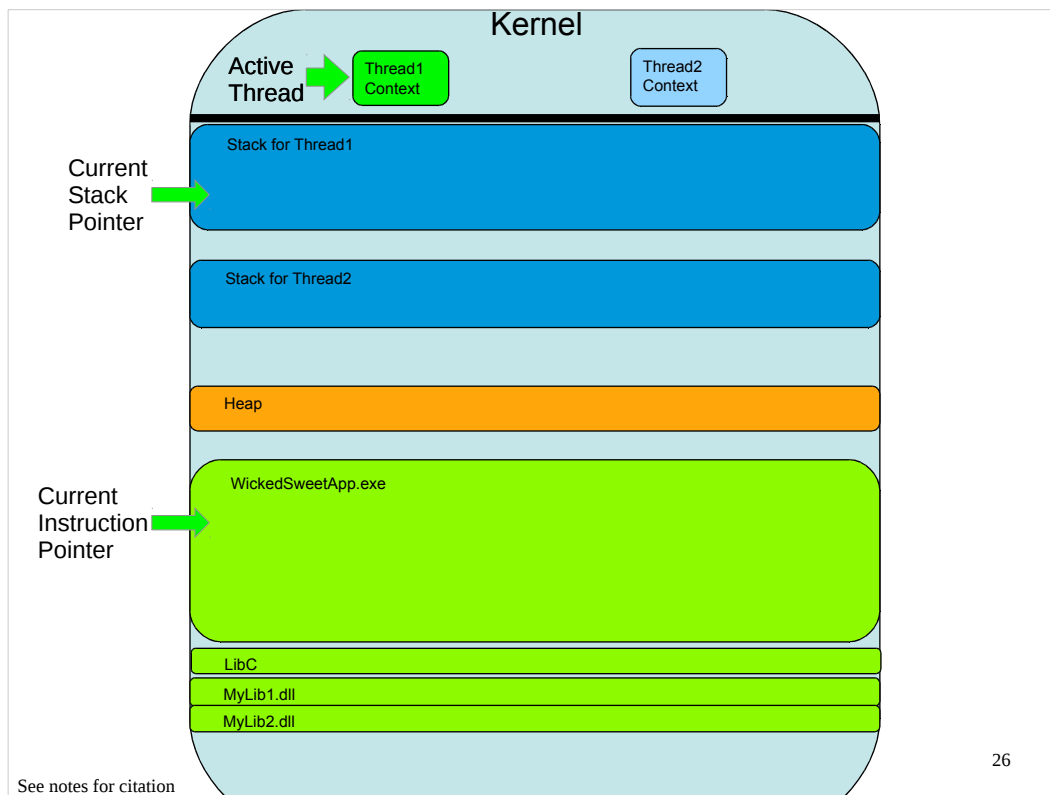 Kernel
Active
Thread
Thread1
Context
Thread2
Context
Stack for Thread1
Current
Stack
Pointer
Stack for Thread2
Heap
WickedSweetApp.exe
Current
Instruction
Pointer
LibC
MyLib1.dll
MyLib2.dll
26
See notes for citation